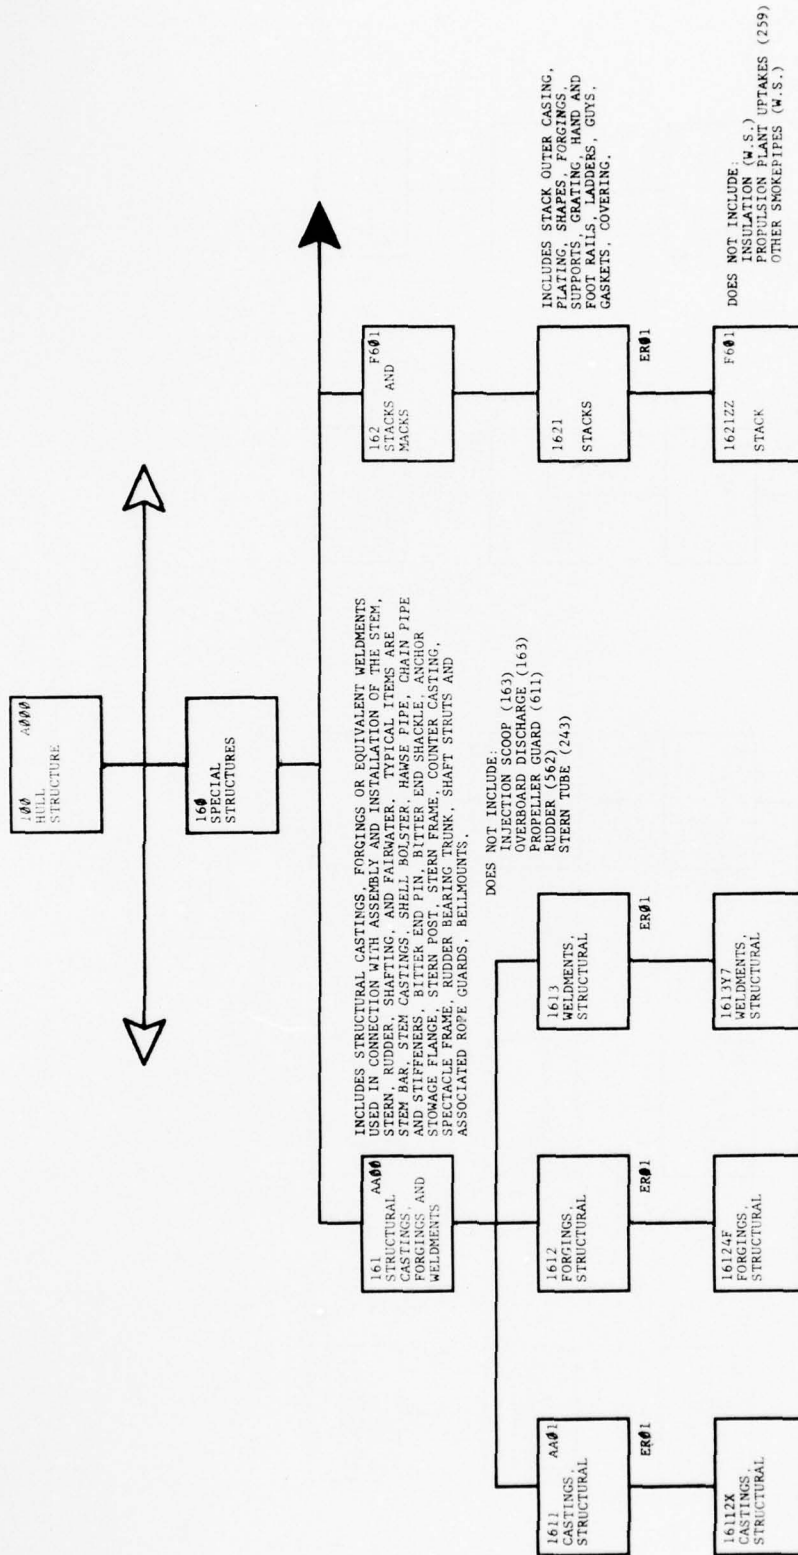 100 A000
HULL
STRUCTURE
160
SPECIAL
STRUCTURES
161 AA00
STRUCTURAL
CASTINGS,
FORGINGS AND
WELDMENTS
INCLUDES STRUCTURAL CASTINGS, FORGINGS OR EQUIVALENT WELDMENTS
USED IN CONNECTION WITH ASSEMBLY AND INSTALLATION OF THE STEM,
STERN, RUDDER, SHAFTING, AND FAIRWATER. TYPICAL ITEMS ARE
STEM BAR, STEM CASTINGS, SHELL BOLSTER, HAWSE PIPE, CHAIN PIPE
AND STIFFENERS, BITTER END PIN, BITTER END SHACKLE, ANCHOR
STOWAGE FLANGE, STERN POST, STERN FRAME, COUNTER CASTING,
SPECTACLE FRAME, RUDDER BEARING TRUNK, SHAFT STRUTS AND
ASSOCIATED ROPE GUARDS, BELLMOUNTS.
DOES NOT INCLUDE:
INJECTION SCOOP (163)
OVERBOARD DISCHARGE (163)
PROPELLER GUARD (611)
RUDDER (562)
STERN TUBE (243)
162 F601
STACKS AND
MACKS
1611 AA01
CASTINGS,
STRUCTURAL
ER01
16112X
CASTINGS,
STRUCTURAL
1612
FORGINGS,
STRUCTURAL
ER01
16124F
FORGINGS,
STRUCTURAL
1613
WELDMENTS,
STRUCTURAL
ER01
1613Y7
WELDMENTS,
STRUCTURAL
1621
STACKS
ER01
INCLUDES STACK OUTER CASING,
PLATING, SHAPES, FORGINGS,
SUPPORTS, GRATING, HAND AND
FOOT RAILS, LADDERS, GUYS,
GASKETS, COVERING.
1621ZZ F601
STACK
DOES NOT INCLUDE:
INSULATION (W.S.)
PROPULSION PLANT UPTAKES (259)
OTHER SMOKEPIPES (W.S.)